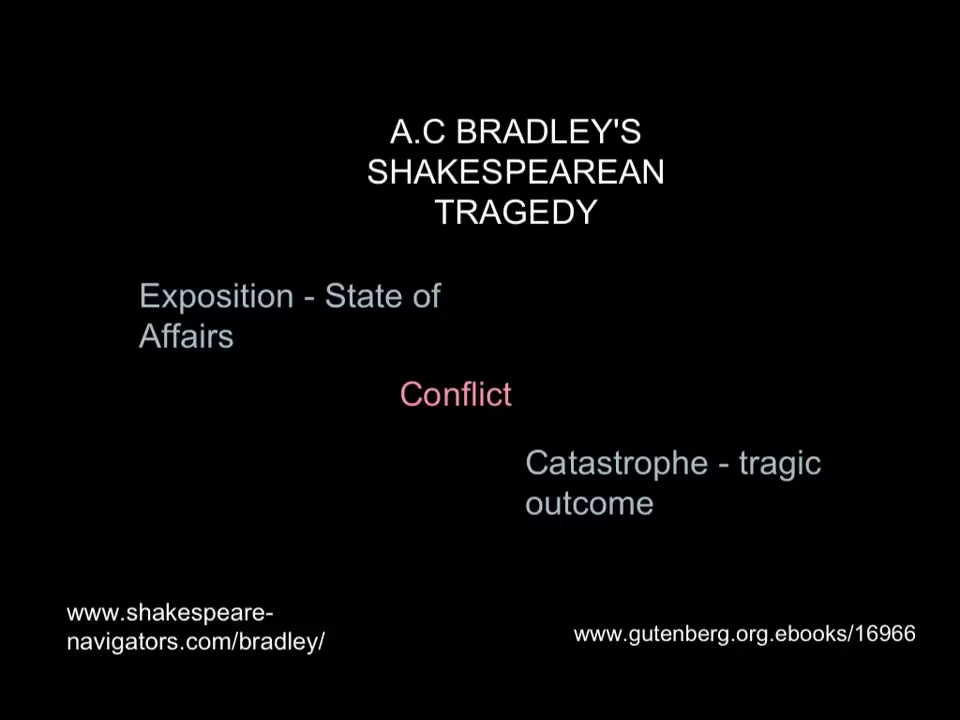 A.C BRADLEY'S
SHAKESPEAREAN
TRAGEDY
Exposition - State of
Affairs
Conflict
Catastrophe - tragic
outcome
www.shakespeare-
navigators.com/bradley/
www.gutenberg.org.ebooks/16966